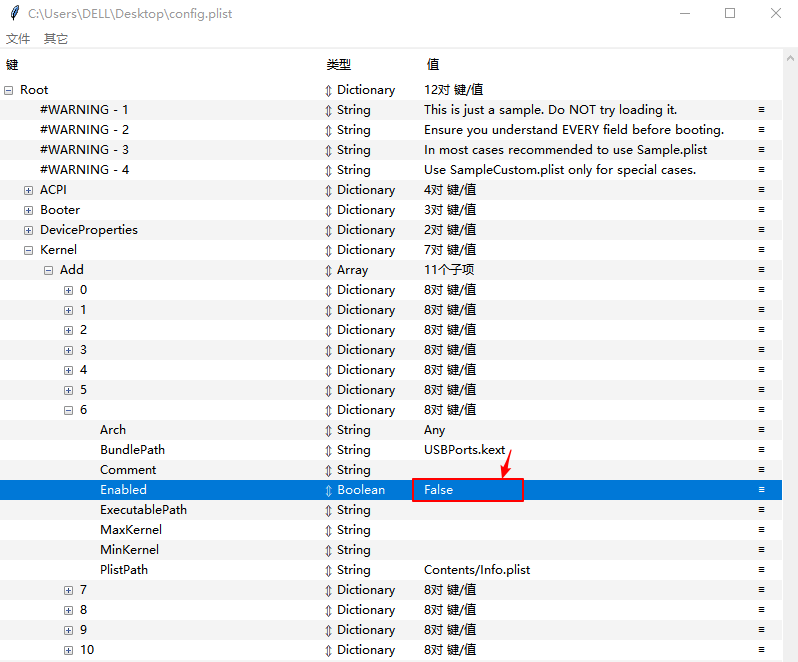 C:\Users\DELL\Desktop\config.plist
文件 其它
键 类型 值
Root Dictionary 12对 键/值
#WARNING - 1 String This is just a sample. Do NOT try loading it.
#WARNING - 2 String Ensure you understand EVERY field before booting.
#WARNING - 3 String In most cases recommended to use Sample.plist
#WARNING - 4 String Use SampleCustom.plist only for special cases.
ACPI Dictionary 4对 键/值
Booter Dictionary 3对 键/值
DeviceProperties Dictionary 2对 键/值
Kernel Dictionary 7对 键/值
Add Array 11个子项
0 Dictionary 8对 键/值
1 Dictionary 8对 键/值
2 Dictionary 8对 键/值
3 Dictionary 8对 键/值
4 Dictionary 8对 键/值
5 Dictionary 8对 键/值
6 Dictionary 8对 键/值
Arch String Any
BundlePath String USBPorts.kext
Comment String
Enabled Boolean False
ExecutablePath String
MaxKernel String
MinKernel String
PlistPath String Contents/Info.plist
7 Dictionary 8对 键/值
8 Dictionary 8对 键/值
9 Dictionary 8对 键/值
10 Dictionary 8对 键/值